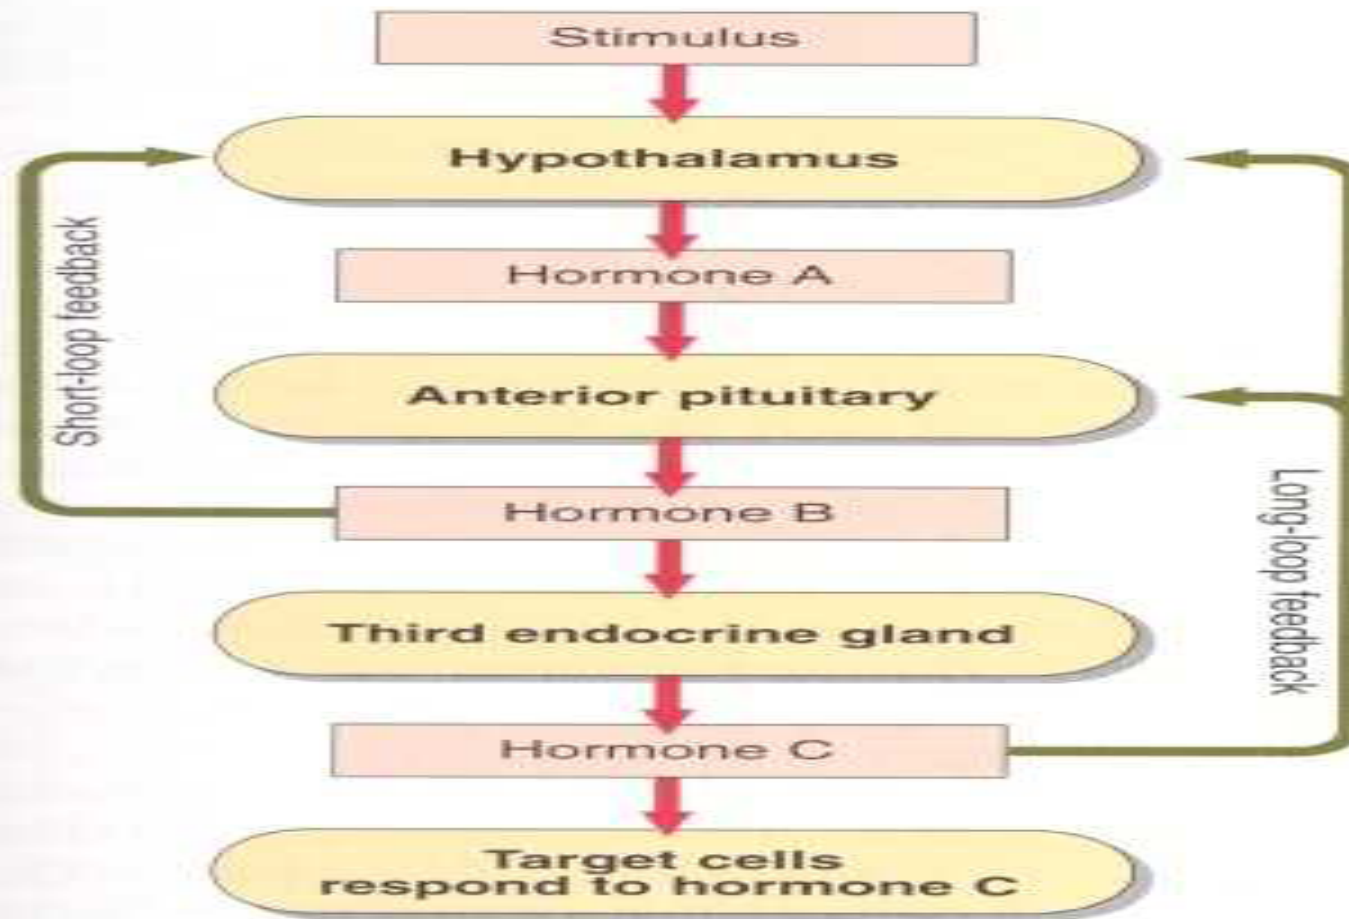 Stimulus
Hypothalamus
Short-loop feedback
Hormone A
Anterior pituitary
Hormone B
Long-loop feedback
Third endocrine gland
Hormone C
Target cells
respond to hormone C